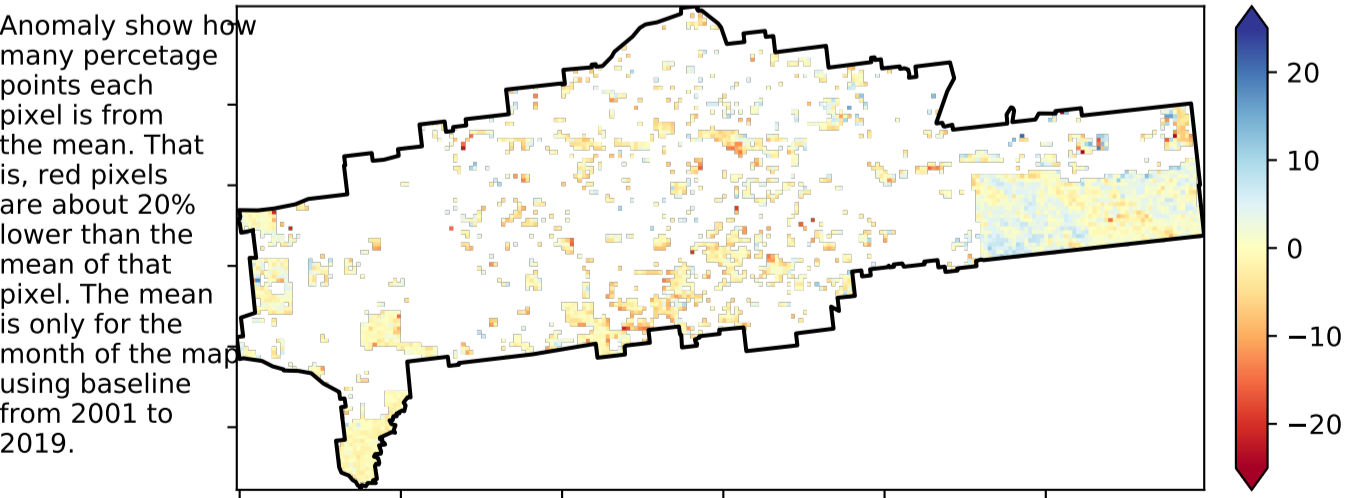 Anomaly show how
many percetage
points each
pixel is from
the mean. That
is, red pixels
are about 20%
lower than the
mean of that
pixel. The mean
is only for the
month of the map
using baseline
from 2001 to
2019.
20
10
0
−10
−20